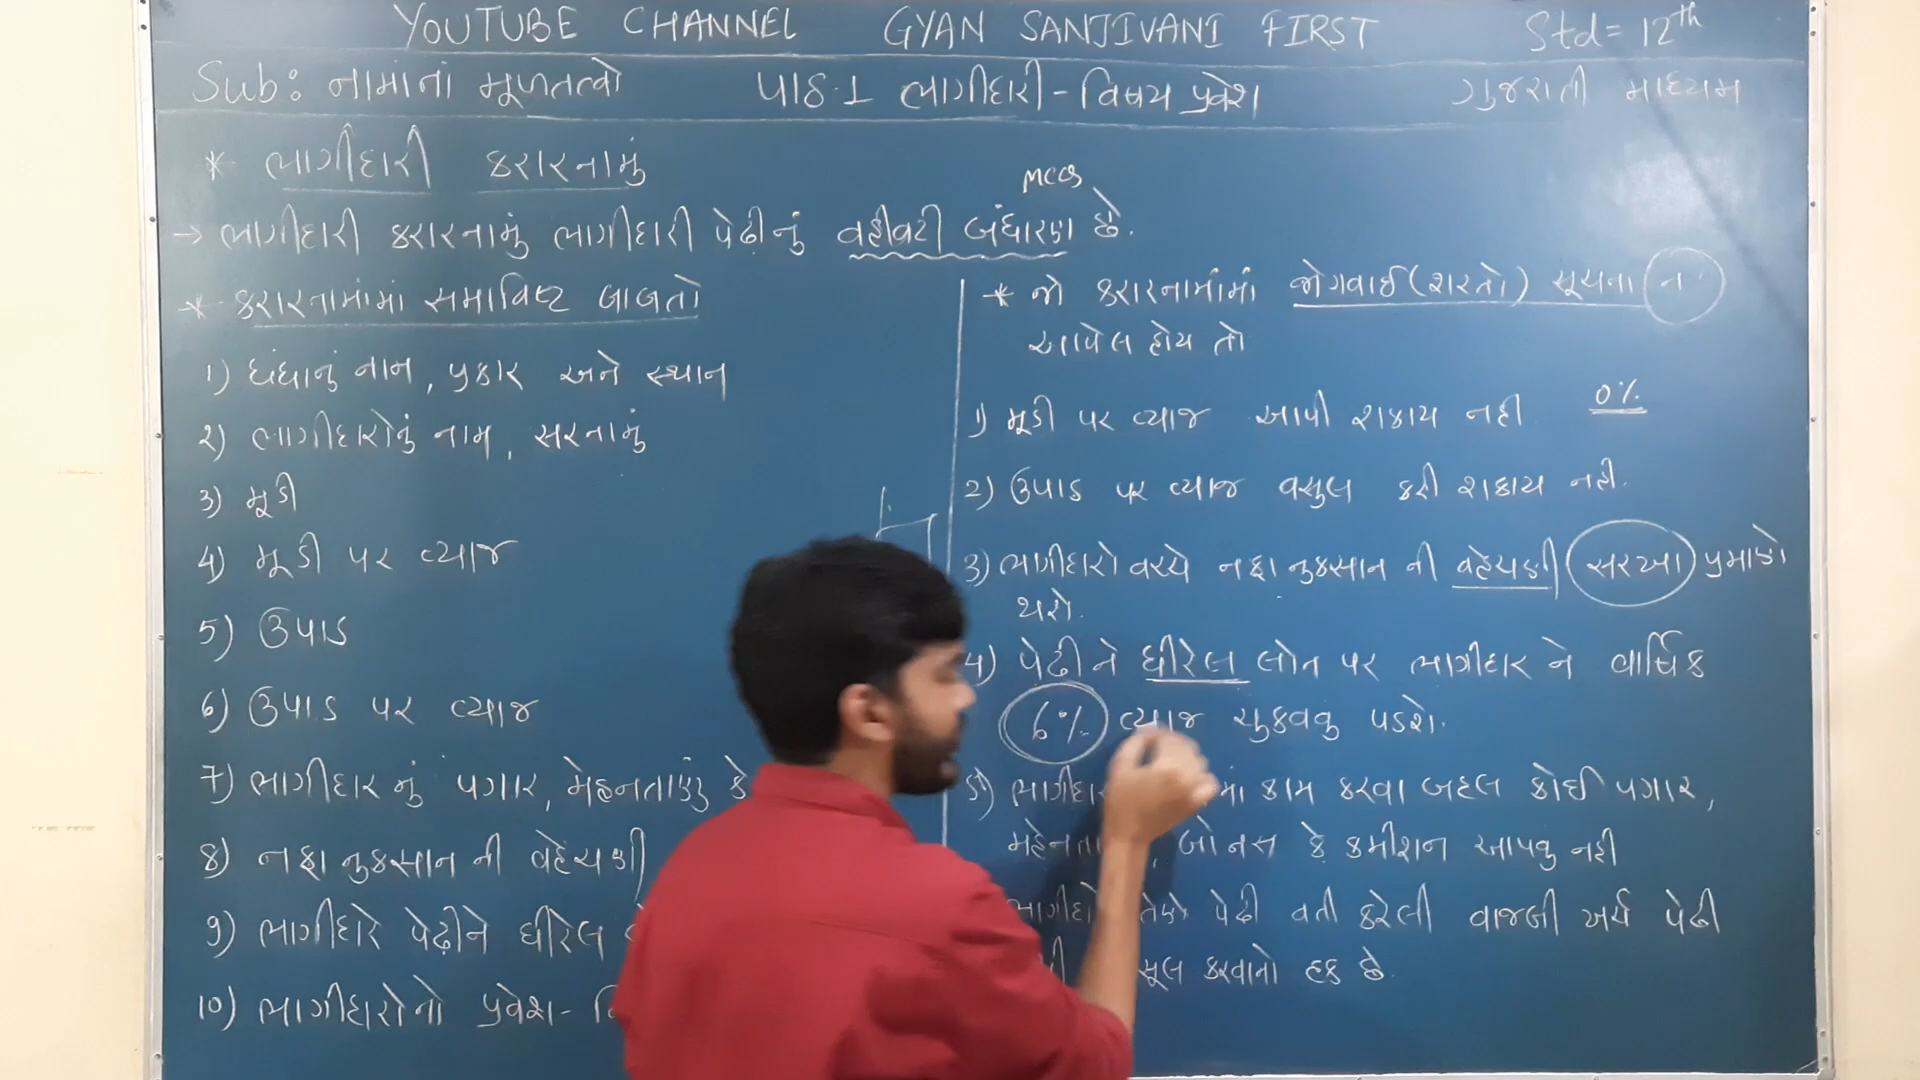 YOUTUBE CHANNEL GYAN SANJIVANI FIRST Std = 12th
Sub: નામાંનાં મૂળતત્વો પાઠ.1 ભાગીદારી - વિષય પ્રવેશ ગુજરાતી માધ્યમ
* ભાગીદારી કરારનામું
MCQs
→ ભાગીદારી કરારનામું ભાગીદારી પેઢીનું વહીવટી બંધારણ છે.
* કરારનામાંમાં સમાવિષ્ટ બાબતો
1) ધંધાનું નામ, પ્રકાર અને સ્થાન
2) ભાગીદારોનું નામ, સરનામું
3) મૂડી
4) મૂડી પર વ્યાજ
5) ઉપાડ
6) ઉપાડ પર વ્યાજ
7) ભાગીદાર નું પગાર, મેહનતાણું કે
8) નફા નુકસાન ની વહેચણી
9) ભાગીદારે પેઢીને ધીરેલ
10) ભાગીદારોનો પ્રવેશ -
* જો કરારનામાંમાં જોગવાઈ (શરતો) સૂચના ન
આપેલ હોય તો
1) મૂડી પર વ્યાજ આપી શકાય નહી 0%
2) ઉપાડ પર વ્યાજ વસુલ કરી શકાય નહી.
3) ભાગીદારો વચ્ચે નફા નુકસાન ની વહેચણી સરખા પ્રમાણે
થશે.
4) પેઢી ને ધીરેલ લોન પર ભાગીદાર ને વાર્ષિક
6% વ્યાજ ચુકવવુ પડશે.
5) ભાગીદાર માં કામ કરવા બદલ કોઈ પગાર,
મહેનતા , બોનસ કે કમીશન આપવુ નહી
ભાગીદારે તેણે પેઢી વતી કરેલી વાજબી ખર્ચ પેઢી
કરવાનો હક છે.